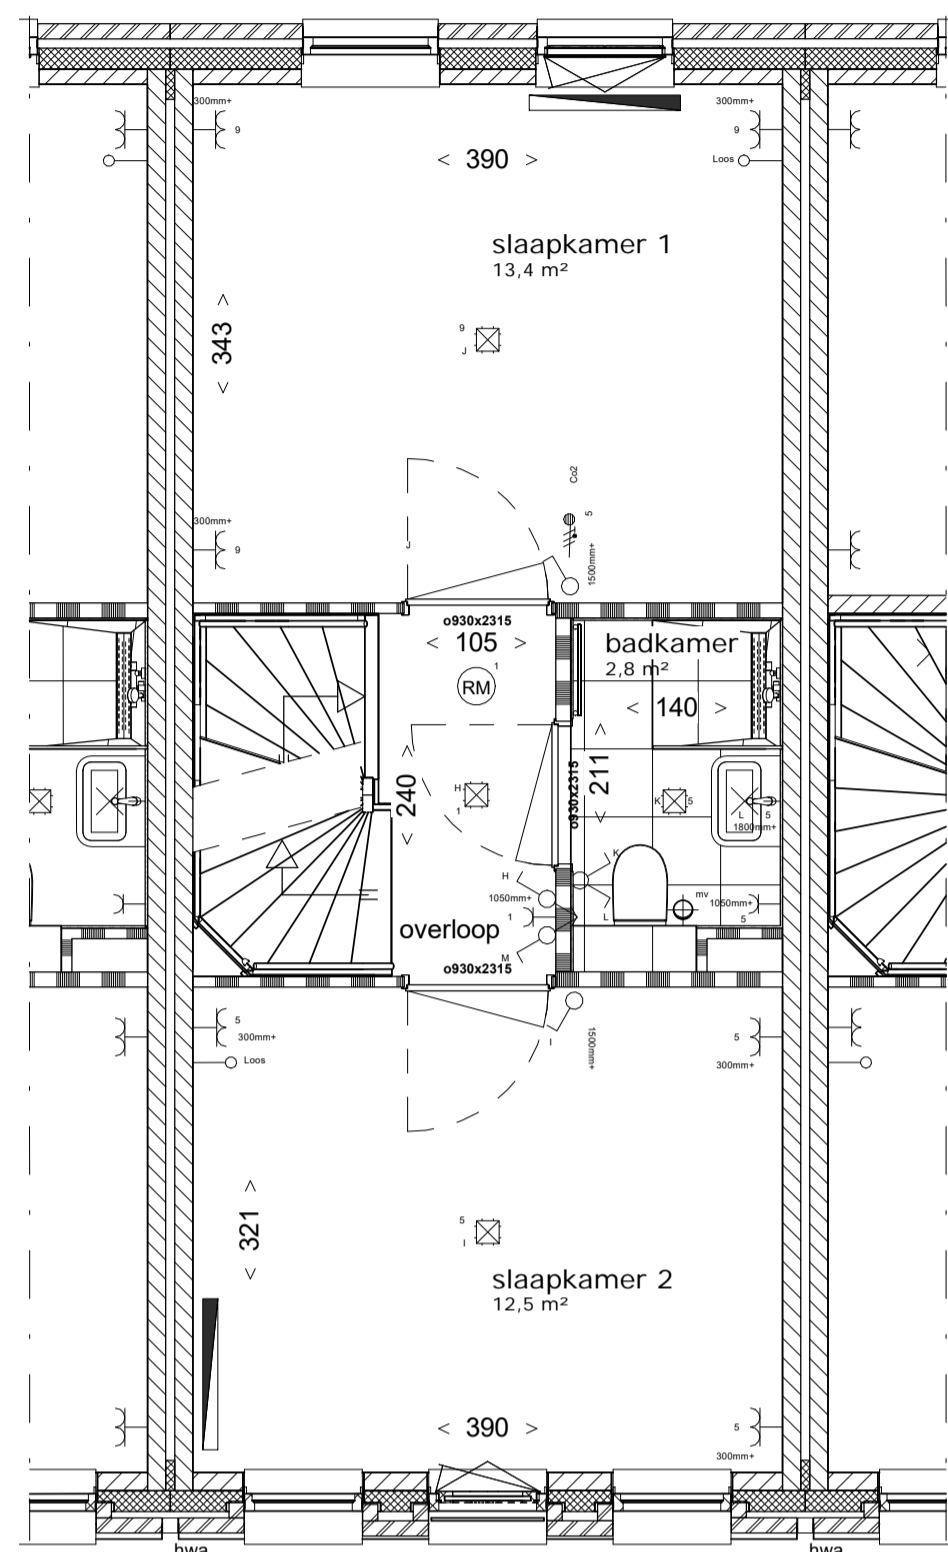 300mm+
9
300mm+
9
< 390 >
Loos
slaapkamer 1
13,4 m²
< 343 >
9
J
Co2
5
300mm+
9
J
1500mm+
o930x2315
< 105 >
1
RM
badkamer
2,8 m²
< 140 >
< 240 >
< 211 >
o930x2315
H
1
K
5
L
5
1800mm+
K
H
1050mm+
1
L
mv
1050mm+
5
overloop
M
o930x2315
5
300mm+
Loos
I
1500mm+
5
300mm+
< 321 >
5
I
slaapkamer 2
12,5 m²
< 390 >
5
300mm+
hwa
hwa